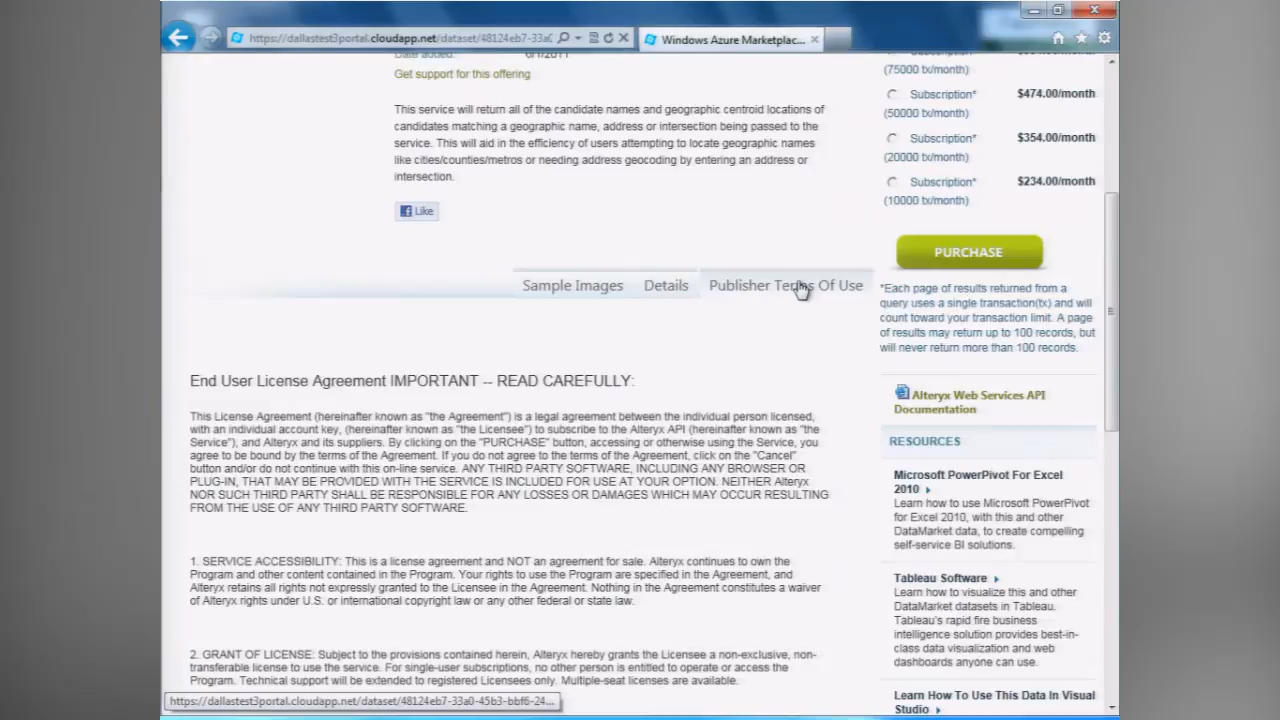 https://dallastest3portal.cloudapp.net/dataset/48124eb7-33a
Windows Azure Marketplac...
Date added: 6/1/2011
Get support for this offering
This service will return all of the candidate names and geographic centroid locations of
candidates matching a geographic name, address or intersection being passed to the
service. This will aid in the efficiency of users attempting to locate geographic names
like cities/counties/metros or needing address geocoding by entering an address or
intersection.
Like
(75000 tx/month)
Subscription* $474.00/month
(50000 tx/month)
Subscription* $354.00/month
(20000 tx/month)
Subscription* $234.00/month
(10000 tx/month)
PURCHASE
*Each page of results returned from a
query uses a single transaction(tx) and will
count toward your transaction limit. A page
of results may return up to 100 records, but
will never return more than 100 records.
Sample Images Details Publisher Terms Of Use
End User License Agreement IMPORTANT -- READ CAREFULLY:
This License Agreement (hereinafter known as "the Agreement") is a legal agreement between the individual person licensed,
with an individual account key, (hereinafter known as "the Licensee") to subscribe to the Alteryx API (hereinafter known as "the
Service"), and Alteryx and its suppliers. By clicking on the "PURCHASE" button, accessing or otherwise using the Service, you
agree to be bound by the terms of the Agreement. If you do not agree to the terms of the Agreement, click on the "Cancel"
button and/or do not continue with this on-line service. ANY THIRD PARTY SOFTWARE, INCLUDING ANY BROWSER OR
PLUG-IN, THAT MAY BE PROVIDED WITH THE SERVICE IS INCLUDED FOR USE AT YOUR OPTION. NEITHER Alteryx
NOR SUCH THIRD PARTY SHALL BE RESPONSIBLE FOR ANY LOSSES OR DAMAGES WHICH MAY OCCUR RESULTING
FROM THE USE OF ANY THIRD PARTY SOFTWARE.
1. SERVICE ACCESSIBILITY: This is a license agreement and NOT an agreement for sale. Alteryx continues to own the
Program and other content contained in the Program. Your rights to use the Program are specified in the Agreement, and
Alteryx retains all rights not expressly granted to the Licensee in the Agreement. Nothing in the Agreement constitutes a waiver
of Alteryx rights under U.S. or international copyright law or any other federal or state law.
2. GRANT OF LICENSE: Subject to the provisions contained herein, Alteryx hereby grants the Licensee a non-exclusive, non-
transferable license to use the service. For single-user subscriptions, no other person is entitled to operate or access the
Program. Technical support will be extended to registered Licensees only. Multiple-seat licenses are available.
Alteryx Web Services API
Documentation
RESOURCES
Microsoft PowerPivot For Excel
2010
Learn how to use Microsoft PowerPivot
for Excel 2010, with this and other
DataMarket data, to create compelling
self-service BI solutions.
Tableau Software
Learn how to visualize this and other
DataMarket datasets in Tableau.
Tableau's rapid fire business
intelligence solution provides best-in-
class data visualization and web
dashboards anyone can use.
Learn How To Use This Data In Visual
Studio
https://dallastest3portal.cloudapp.net/dataset/48124eb7-33a0-45b3-bbf6-24...